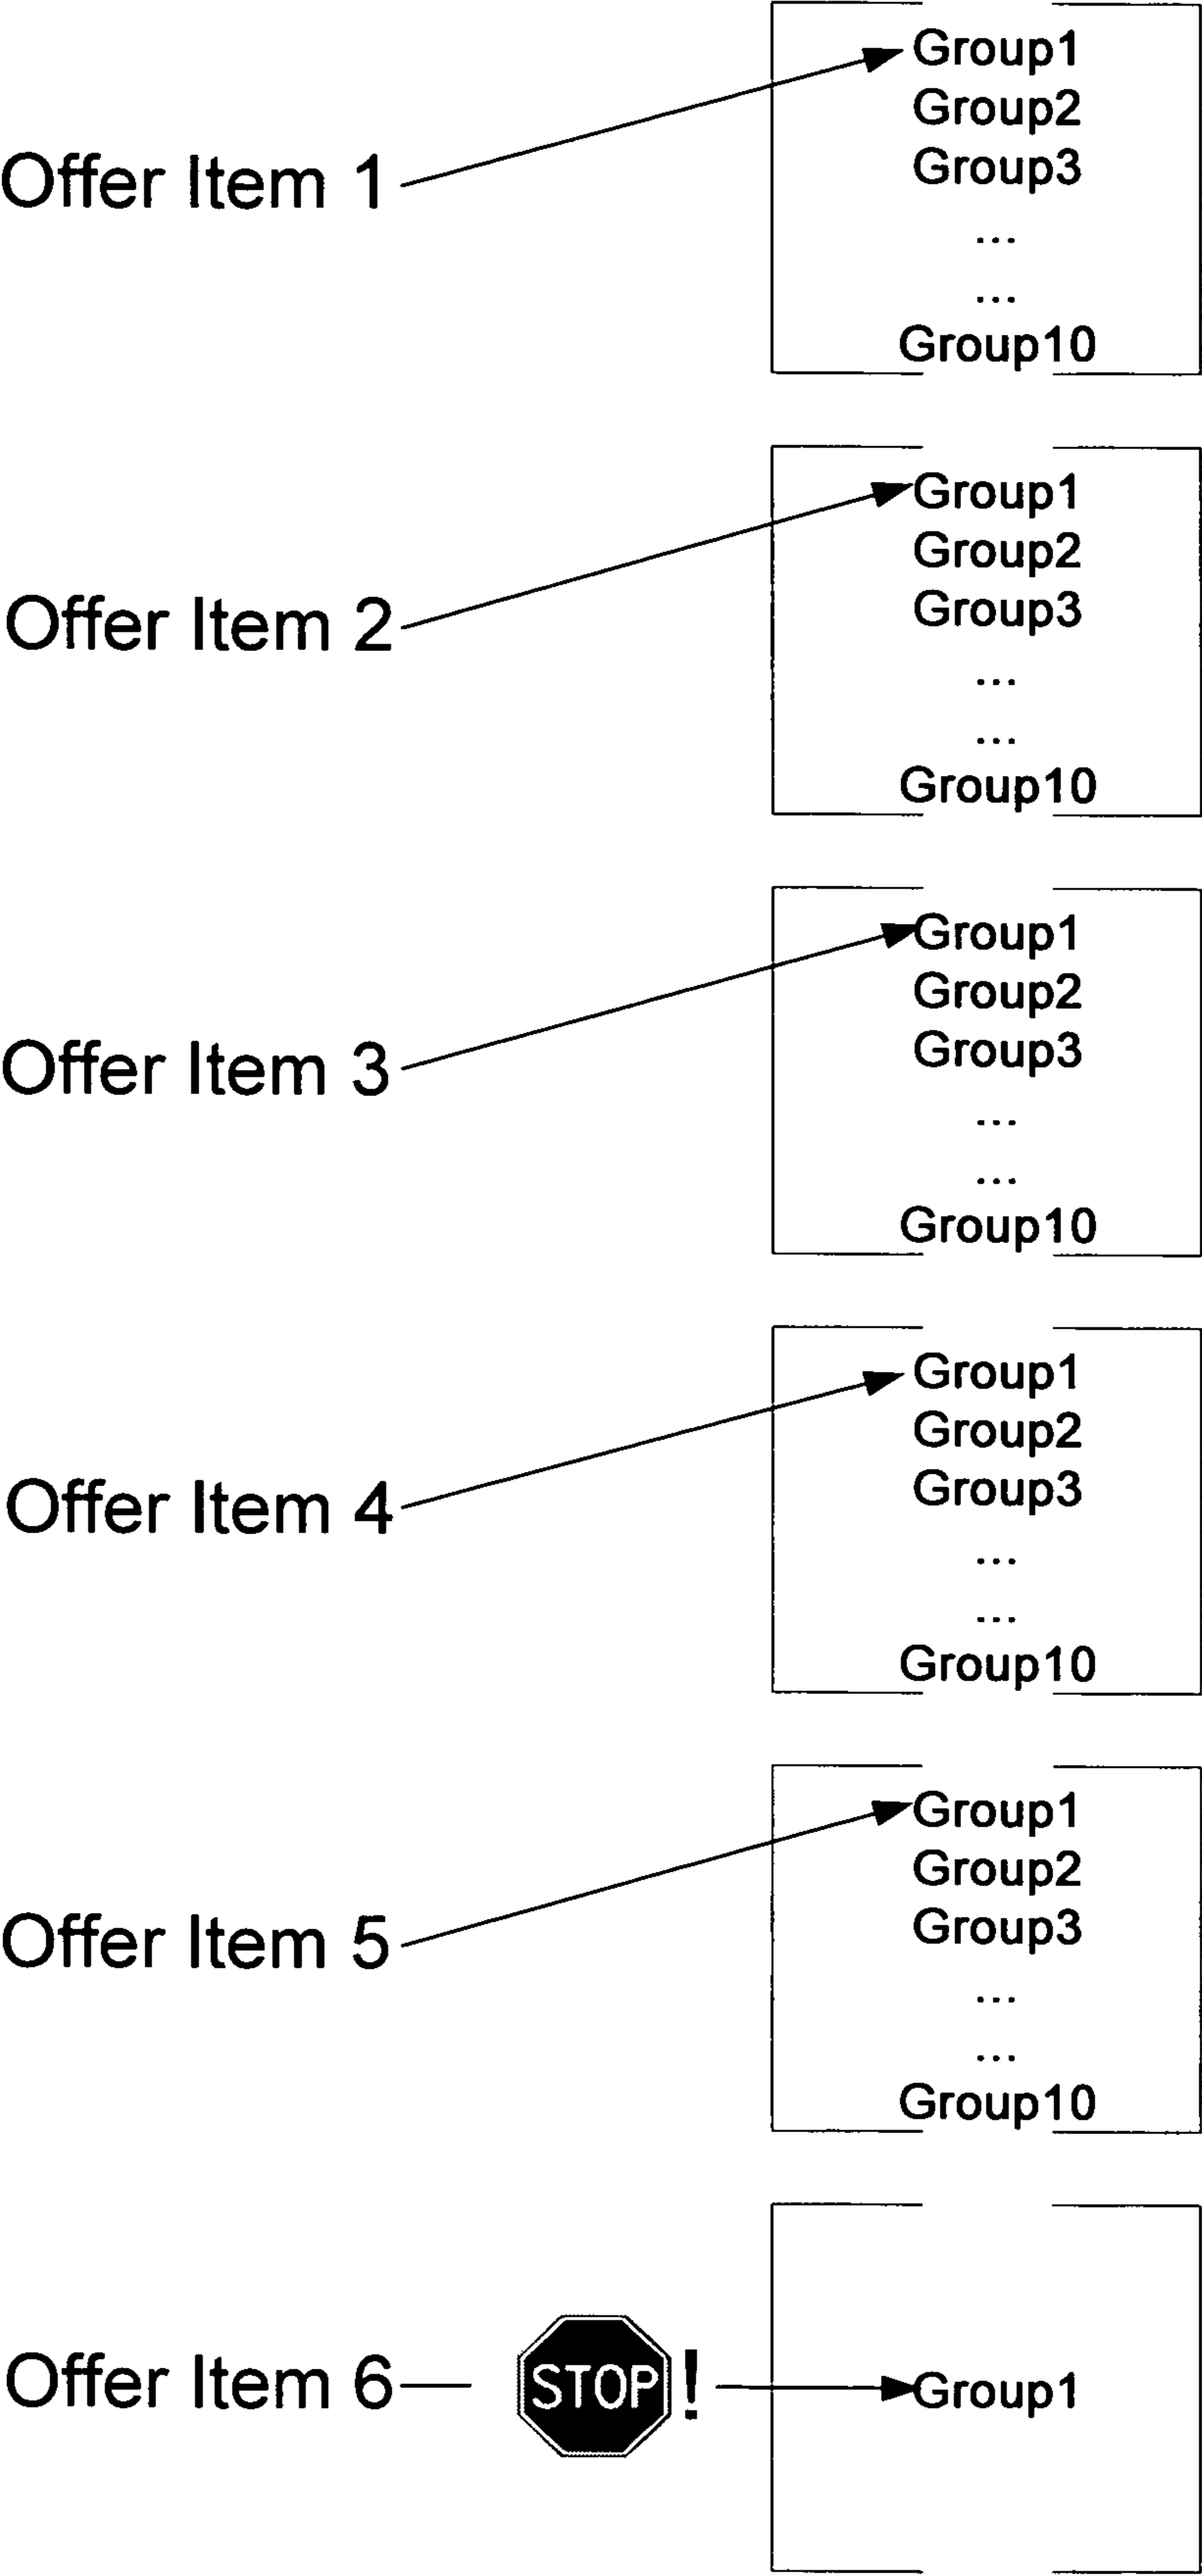 Group1
Group2
Offer Item 1
Group3
...
...
Group10
Group1
Group2
Offer Item 2
Group3
...
...
Group10
Group1
Group2
Offer Item 3
Group3
...
...
Group10
Group1
Group2
Offer Item 4
Group3
...
...
Group10
Group1
Group2
Offer Item 5
Group3
...
...
Group10
Offer Item 6 STOP! Group1